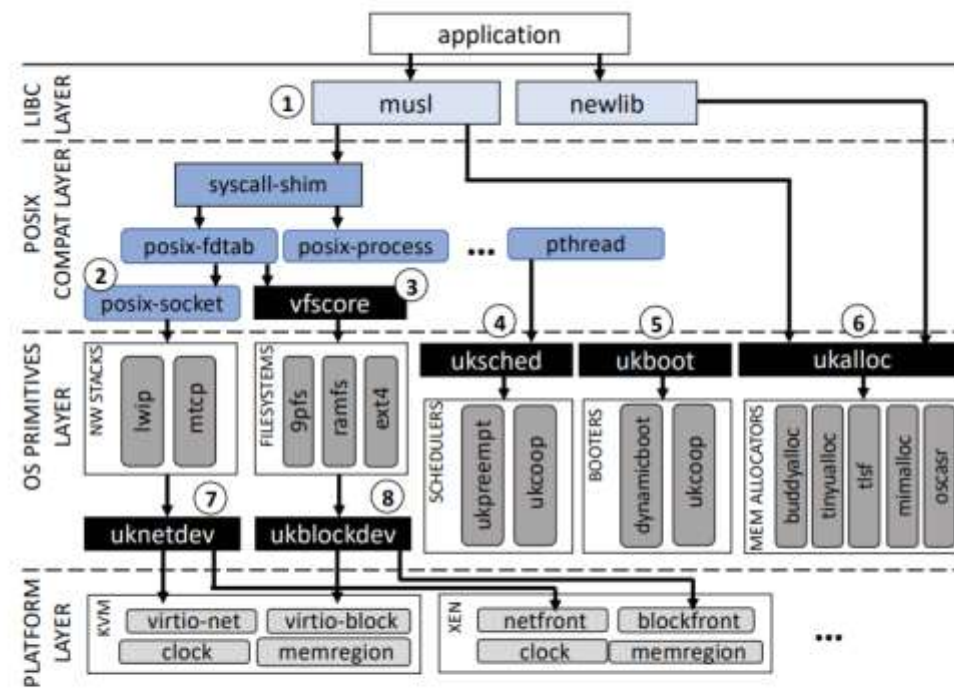 application
LIBC LAYER
1
musl
newlib
POSIX COMPAT LAYER
syscall-shim
posix-fdtab
posix-process
...
pthread
2
posix-socket
vfscore
3
OS PRIMITIVES LAYER
NW STACKS
lwip
mtcp
FILESYSTEMS
9pfs
ramfs
ext4
4
uksched
SCHEDULERS
ukpreempt
ukcoop
5
ukboot
BOOTERS
dynamicboot
ukcoop
6
ukalloc
MEM ALLOCATORS
buddyalloc
tinyualloc
tlsf
mimalloc
oscasr
7
uknetdev
8
ukblockdev
PLATFORM LAYER
KVM
virtio-net
virtio-block
clock
memregion
XEN
netfront
blockfront
clock
memregion
...